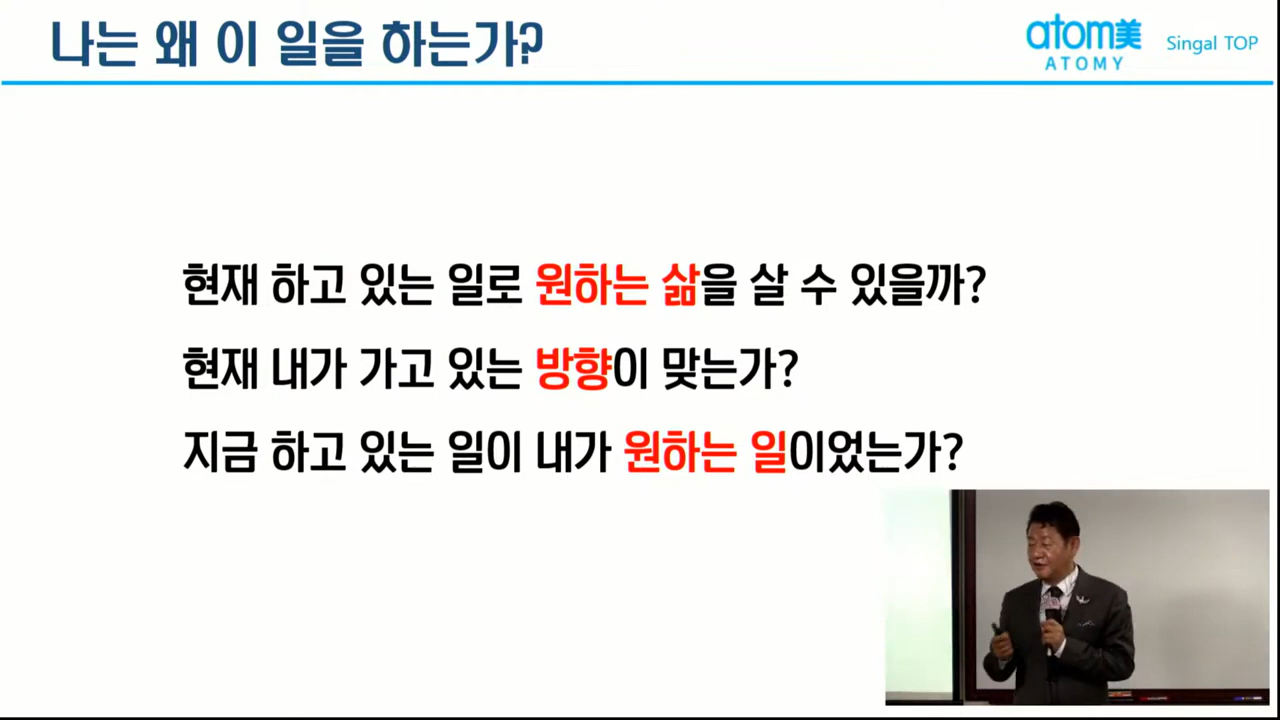 나는 왜 이 일을 하는가?
atom美
ATOMY
Singal TOP
현재 하고 있는 일로 원하는 삶을 살 수 있을까?
현재 내가 가고 있는 방향이 맞는가?
지금 하고 있는 일이 내가 원하는 일이었는가?